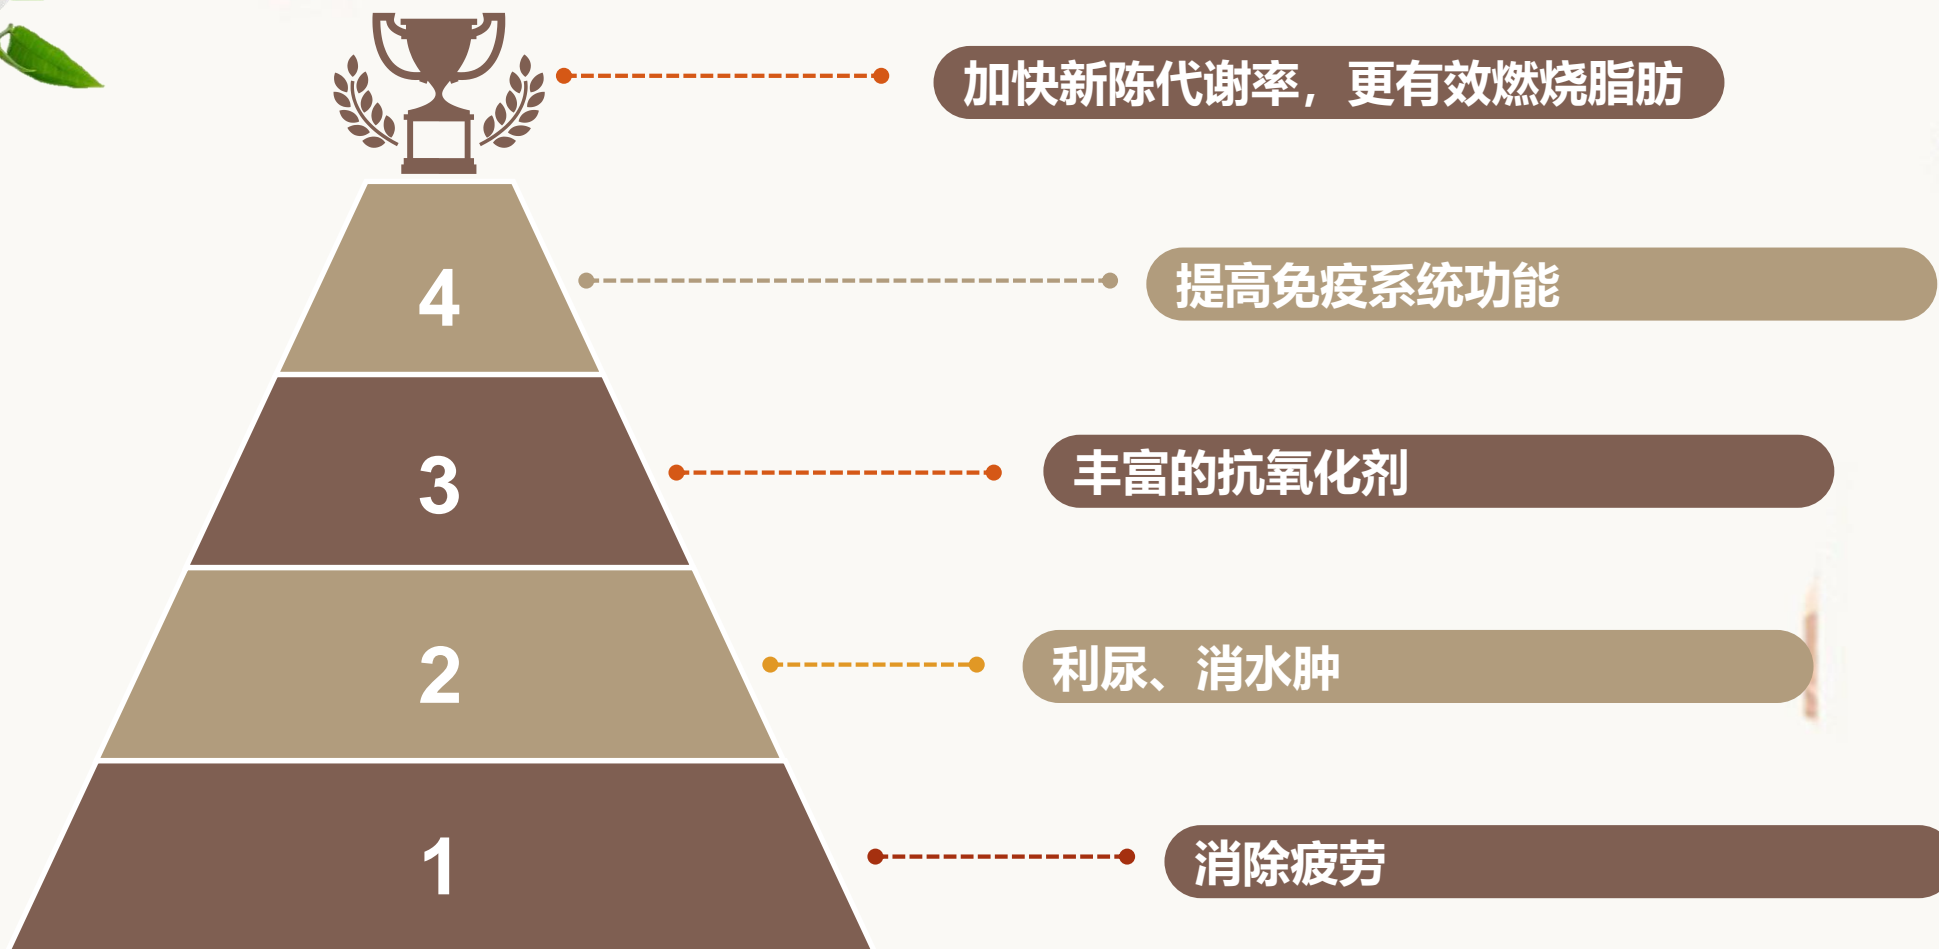 加快新陈代谢率，更有效燃烧脂肪
4
提高免疫系统功能
3
丰富的抗氧化剂
2
利尿、消水肿
1
消除疲劳